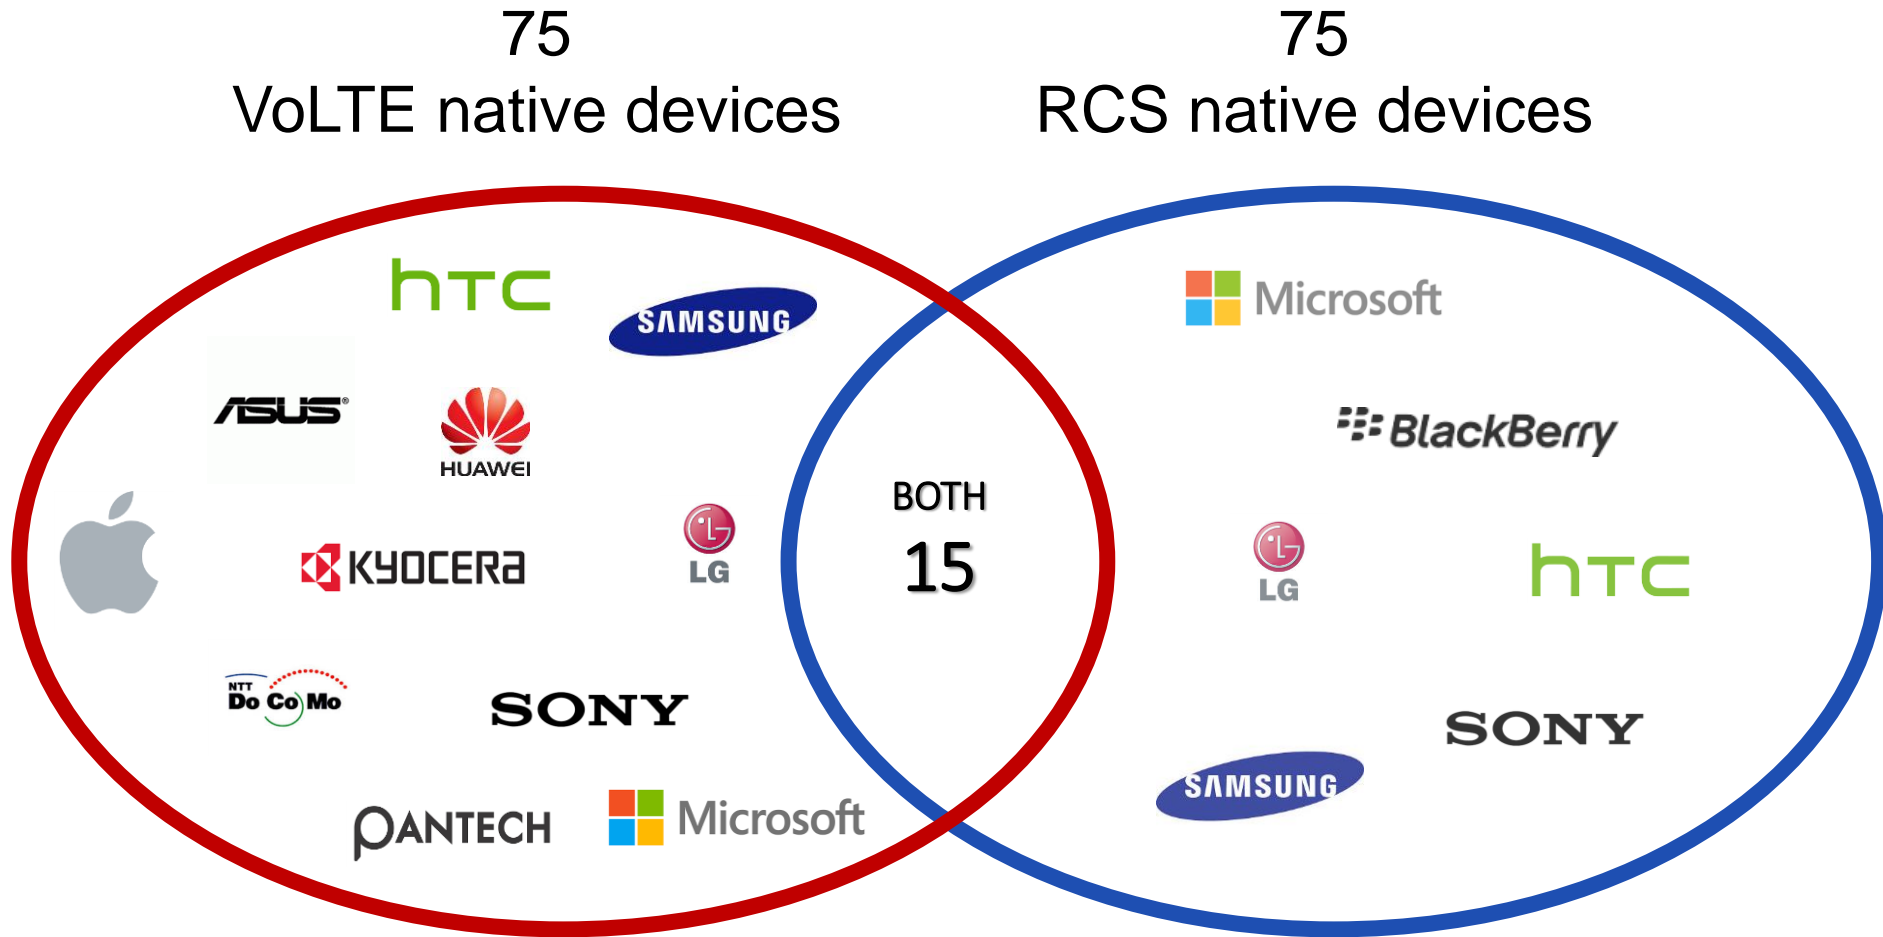 75
VoLTE native devices
75
RCS native devices
hTC
SAMSUNG
ASUS®
HUAWEI
KYOCERa
LG
NTT
Do Co Mo
SONY
PANTECH
Microsoft
BOTH
15
Microsoft
BlackBerry
LG
hTC
SONY
SAMSUNG